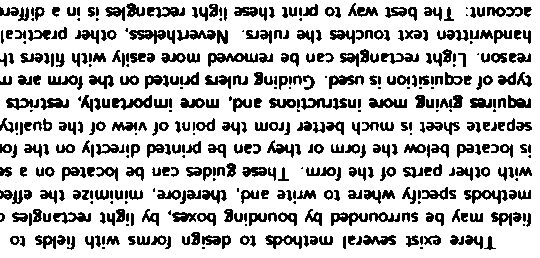 There exist several methods to design forms with fields to
fields may be surrounded by bounding boxes, by light rectangles o
methods specify where to write and, therefore, minimize the effec
with other parts of the form. These guides can be located on a se
is located below the form or they can be printed directly on the fo
separate sheet is much better from the point of view of the quality
requires giving more instructions and, more importantly, restricts
type of acquisition is used. Guiding rulers printed on the form are m
reason. Light rectangles can be removed more easily with filters th
handwritten text touches the rulers. Nevertheless, other practical
account: The best way to print these light rectangles is in a differe